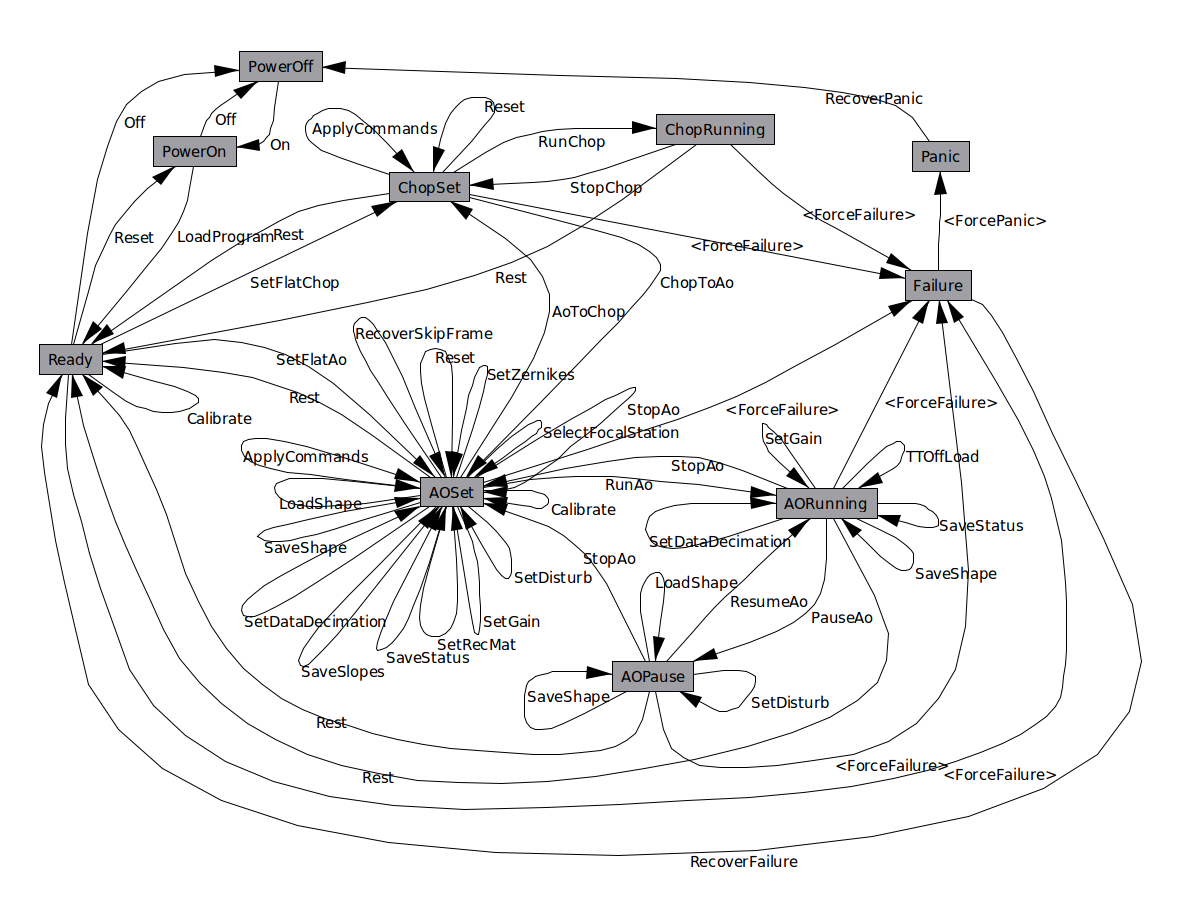 PowerOff
RecoverPanic
ApplyCommands
Reset
Off
Off
PowerOn
On
RunChop
ChopRunning
Panic
ChopSet
StopChop
<ForceFailure>
<ForcePanic>
Reset
LoadProgram
Rest
<ForceFailure>
SetFlatChop
Rest
ChopToAo
Failure
AoToChop
RecoverSkipFrame
Ready
SetFlatAo
Reset
SetZernikes
Rest
Calibrate
StopAo
<ForceFailure>
<ForceFailure>
SelectFocalStation
SetGain
ApplyCommands
StopAo
TTOffLoad
RunAo
AOSet
LoadShape
Calibrate
AORunning
SaveStatus
SaveShape
SetDataDecimation
StopAo
SaveShape
SetDisturb
LoadShape
ResumeAo
PauseAo
SetDataDecimation
SetGain
SetRecMat
SaveStatus
SaveSlopes
AOPause
SaveShape
SetDisturb
Rest
<ForceFailure>
<ForceFailure>
Rest
RecoverFailure